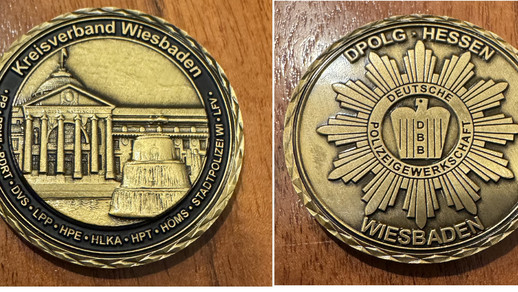 Kreisverband Wiesbaden
DVS • LPP • HPE • HLKA • HPT • HOMS • STADTPOLIZEI WI • LFV •
DPOLG · HESSEN
DEUTSCHE
POLIZEIGEWERKSCHAFT
DBB
WIESBADEN